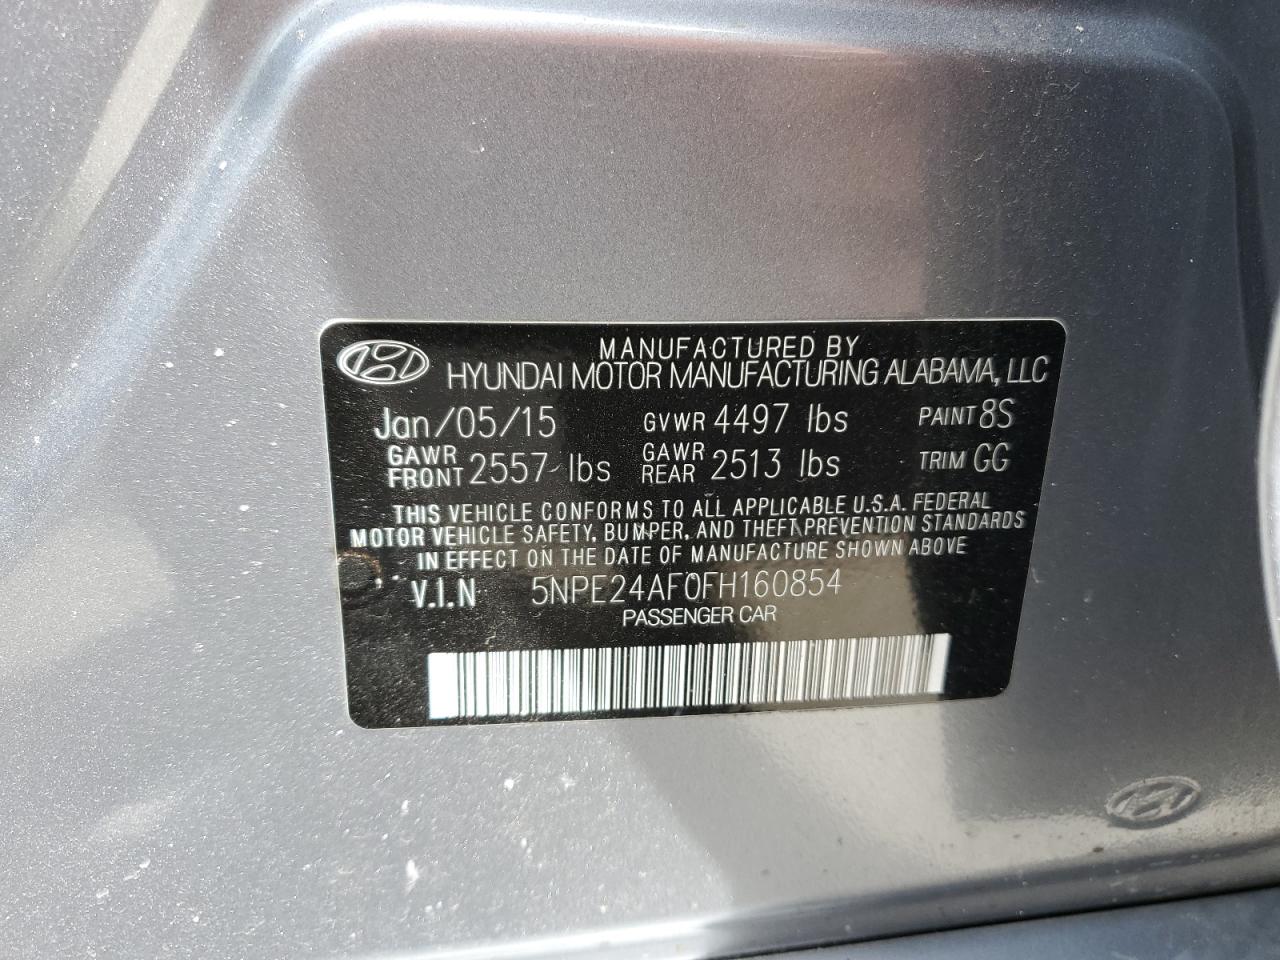 MANUFACTURED BY
HYUNDAI MOTOR MANUFACTURING ALABAMA, LLC
Jan/05/15 GVWR 4497 lbs PAINT 8S
GAWR FRONT 2557 lbs GAWR REAR 2513 lbs TRIM GG
THIS VEHICLE CONFORMS TO ALL APPLICABLE U.S.A. FEDERAL
MOTOR VEHICLE SAFETY, BUMPER, AND THEFT PREVENTION STANDARDS
IN EFFECT ON THE DATE OF MANUFACTURE SHOWN ABOVE
V.I.N 5NPE24AF0FH160854
PASSENGER CAR